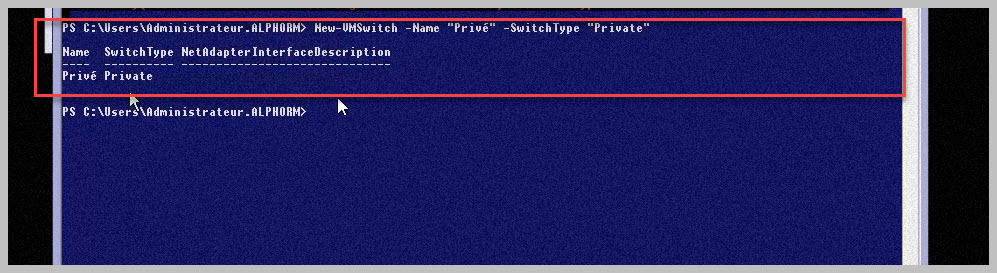 PS C:\Users\Administrateur.ALPHORM> New-VMSwitch -Name "Privé" -SwitchType "Private"
Name SwitchType NetAdapterInterfaceDescription
---- ---------- ------------------------------
Privé Private
PS C:\Users\Administrateur.ALPHORM>